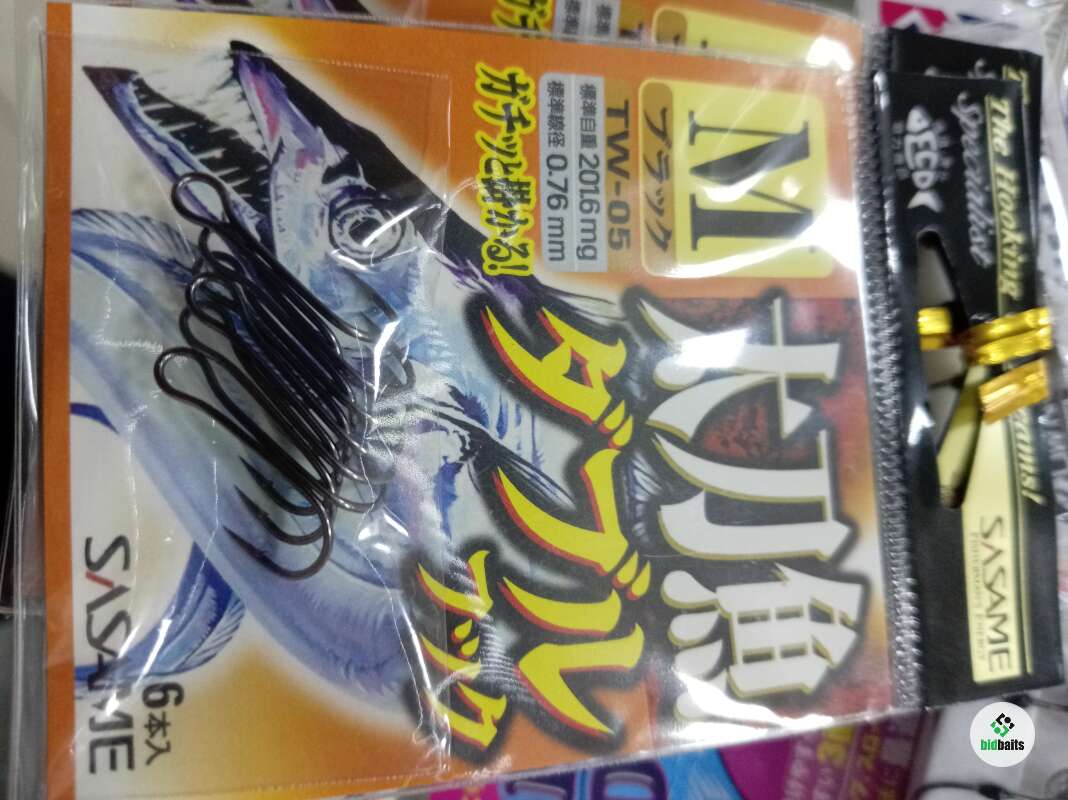 The Hooking
Specialist
SASAME
M
ブラック
TW-05
標準自重 201.6mg
標準線径 0.76mm
ガチッと掛かる!
太刀魚
ダブル
フック
6本入
SASAME
bidbaits